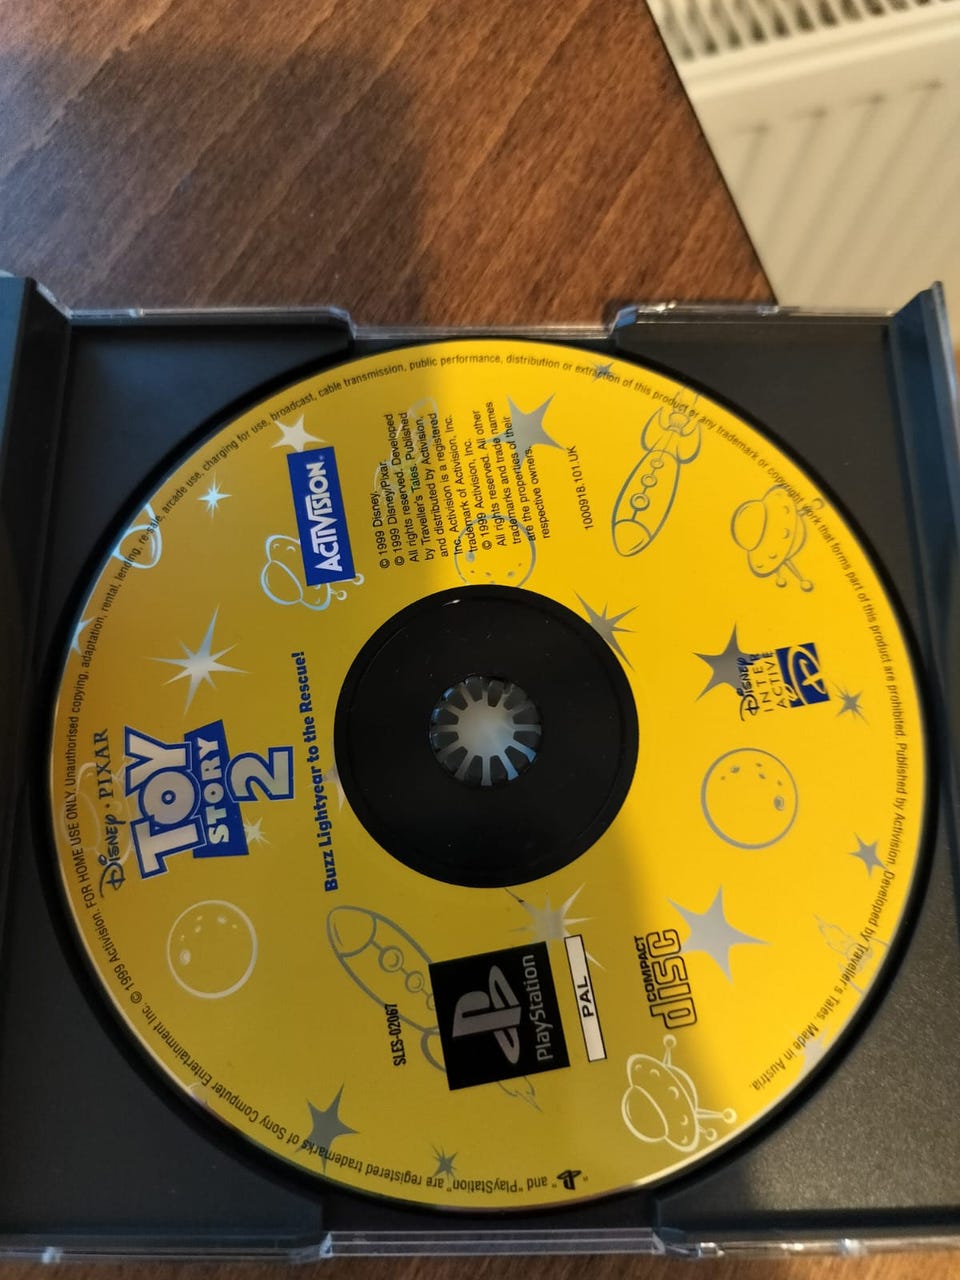 DISNEY • PIXAR
TOY
STORY
2
Buzz Lightyear to the Rescue!
ACTIVISION®
© 1999 Disney.
© 1999 Disney/Pixar.
All rights reserved. Developed
by Traveller's Tales. Published
and distributed by Activision,
Inc. Activision is a registered
trademark of Activision, Inc.
© 1999 Activision, Inc.
All rights reserved. All other
trademarks and trade names
are the properties of their
respective owners.
1000918.101.UK
SLES-02067
PlayStation
PAL
COMPACT
disc
DISNEY
INTER
ACTIVE
" and "PlayStation" are registered trademarks of Sony Computer Entertainment Inc. © 1999 Activision. FOR HOME USE ONLY. Unauthorised copying, adaptation, rental, lending, re-sale, arcade use, charging for use, broadcast, cable transmission, public performance, distribution or extraction of this product or any trademark or copyright work that forms part of this product are prohibited. Published by Activision. Developed by Traveller's Tales. Made in Austria.